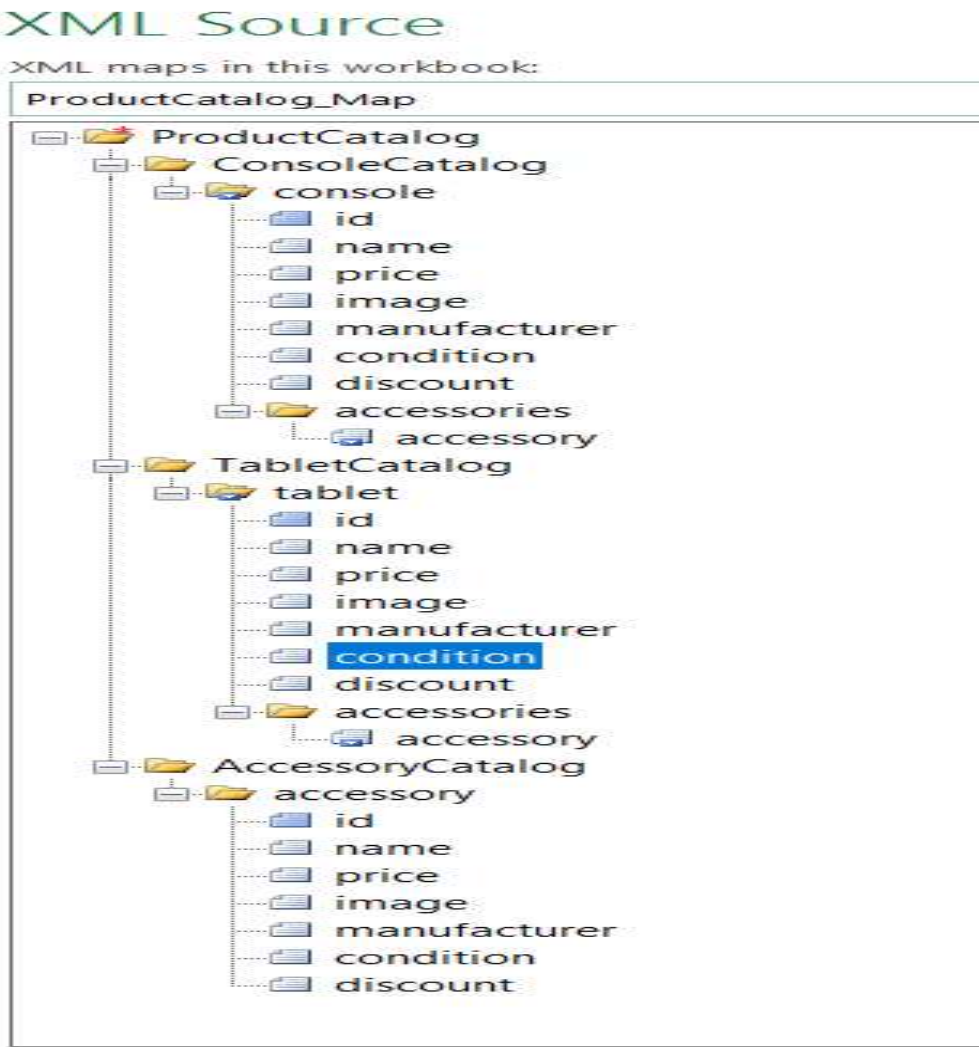 XML Source
XML maps in this workbook:
ProductCatalog_Map
ProductCatalog
ConsoleCatalog
console
id
name
price
image
manufacturer
condition
discount
accessories
accessory
TabletCatalog
tablet
id
name
price
image
manufacturer
condition
discount
accessories
accessory
AccessoryCatalog
accessory
id
name
price
image
manufacturer
condition
discount